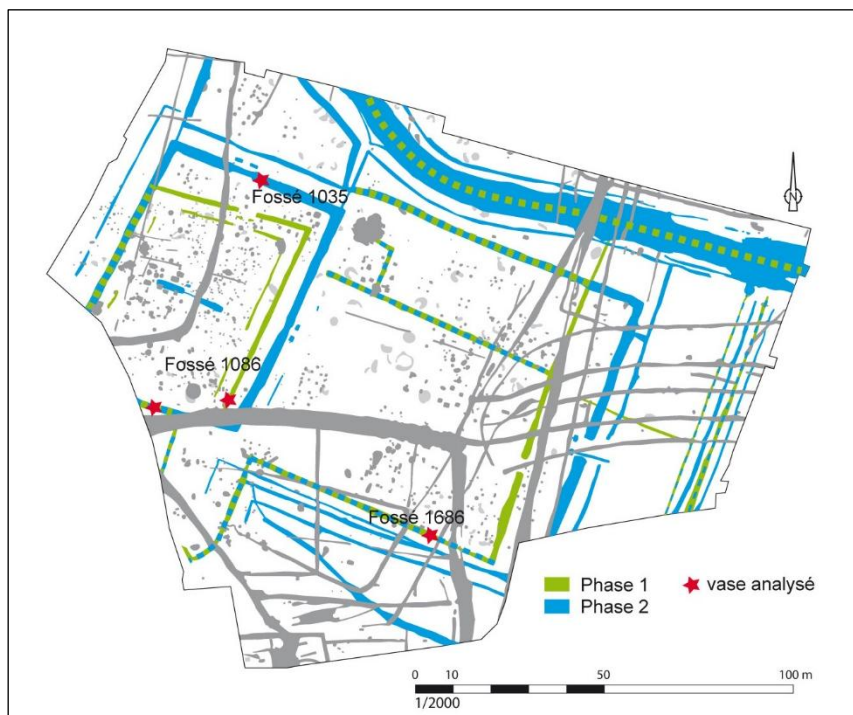 Fossé 1035
N
Fossé 1086
Fossé 1686
Phase 1
vase analysé
Phase 2
0 10 50 100 m
1/2000